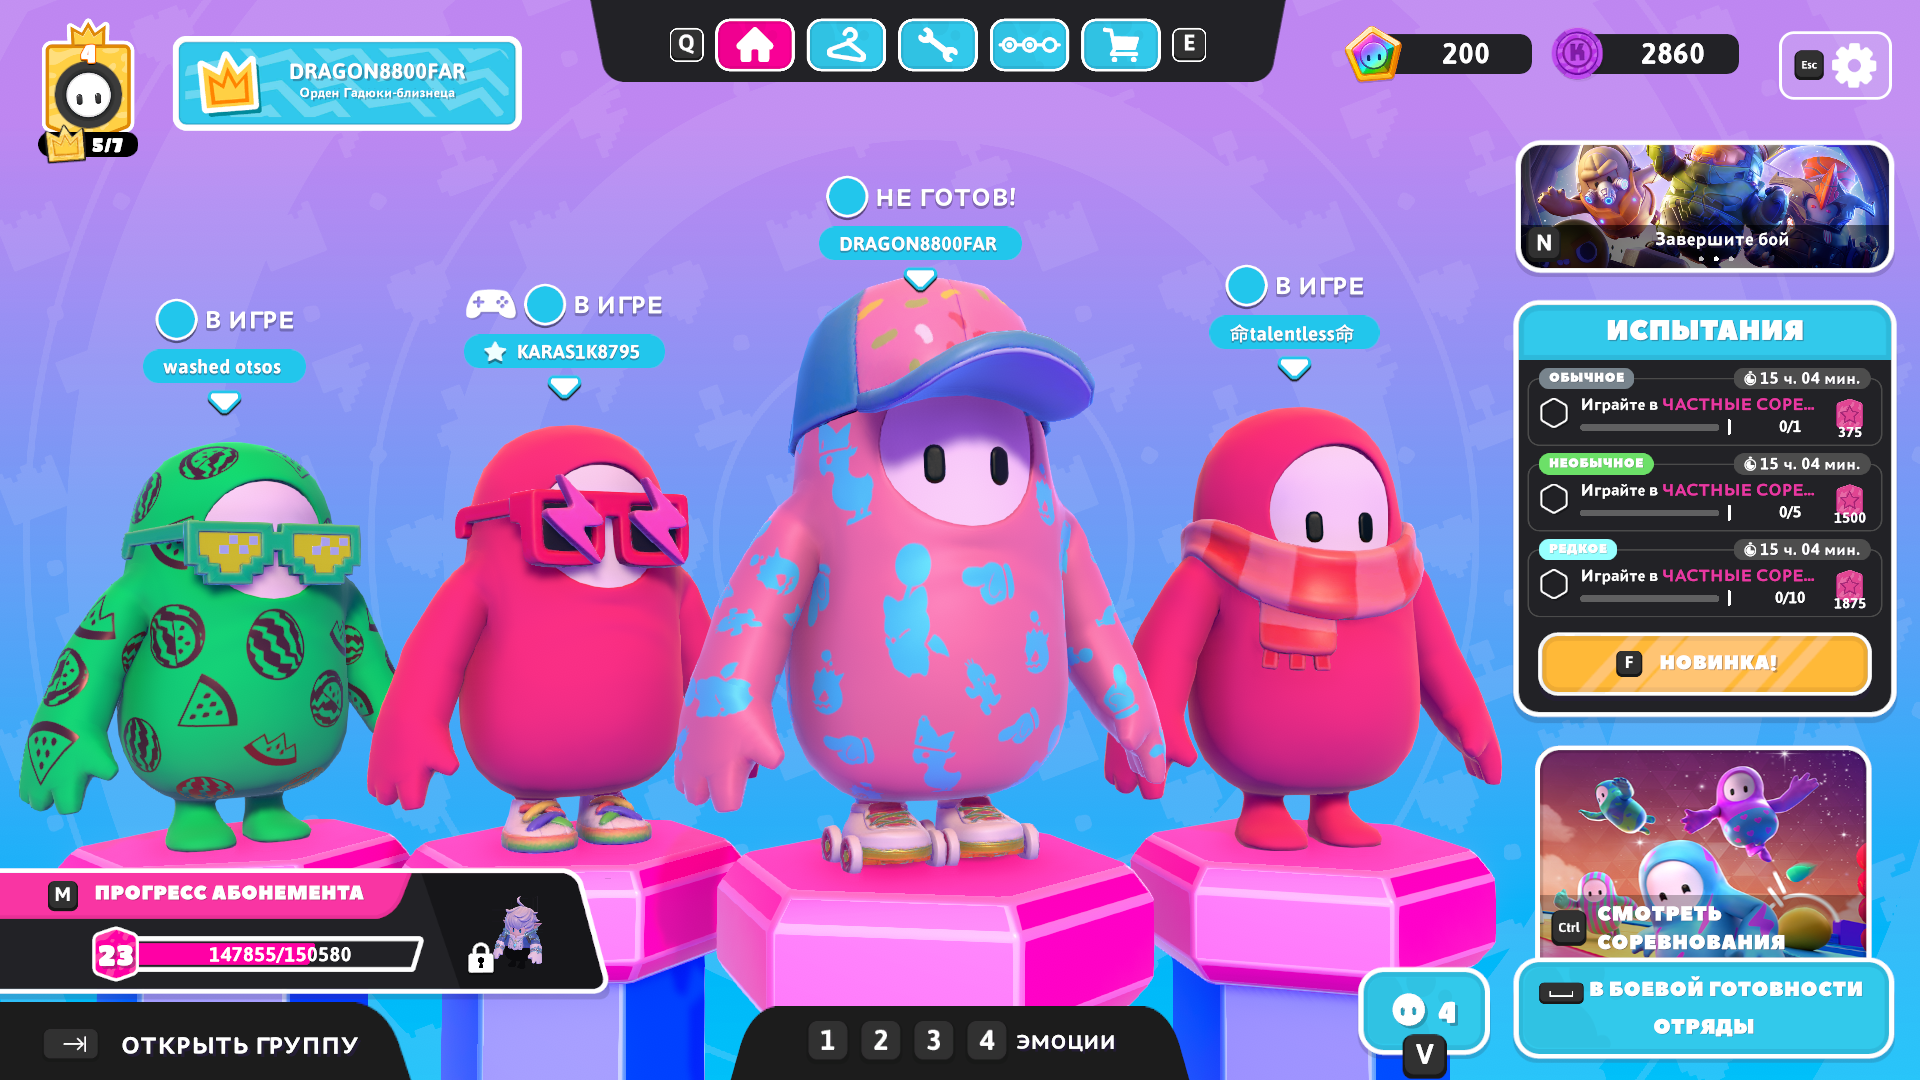 4
5/7
DRAGON8800FAR
Орден Гадюки-близнеца
Q
E
200
K
2860
Esc
N
Завершите бой
НЕ ГОТОВ!
DRAGON8800FAR
В ИГРЕ
washed otsos
В ИГРЕ
KARAS1K8795
В ИГРЕ
命talentless命
ИСПЫТАНИЯ
ОБЫЧНОЕ
15 ч. 04 мин.
Играйте в ЧАСТНЫЕ СОРЕ...
0/1
375
НЕОБЫЧНОЕ
15 ч. 04 мин.
Играйте в ЧАСТНЫЕ СОРЕ...
0/5
1500
РЕДКОЕ
15 ч. 04 мин.
Играйте в ЧАСТНЫЕ СОРЕ...
0/10
1875
F НОВИНКА!
Ctrl
СМОТРЕТЬ
СОРЕВНОВАНИЯ
M ПРОГРЕСС АБОНЕМЕНТА
23
147855/150580
ОТКРЫТЬ ГРУППУ
1 2 3 4 ЭМОЦИИ
4
V
В БОЕВОЙ ГОТОВНОСТИ
ОТРЯДЫ